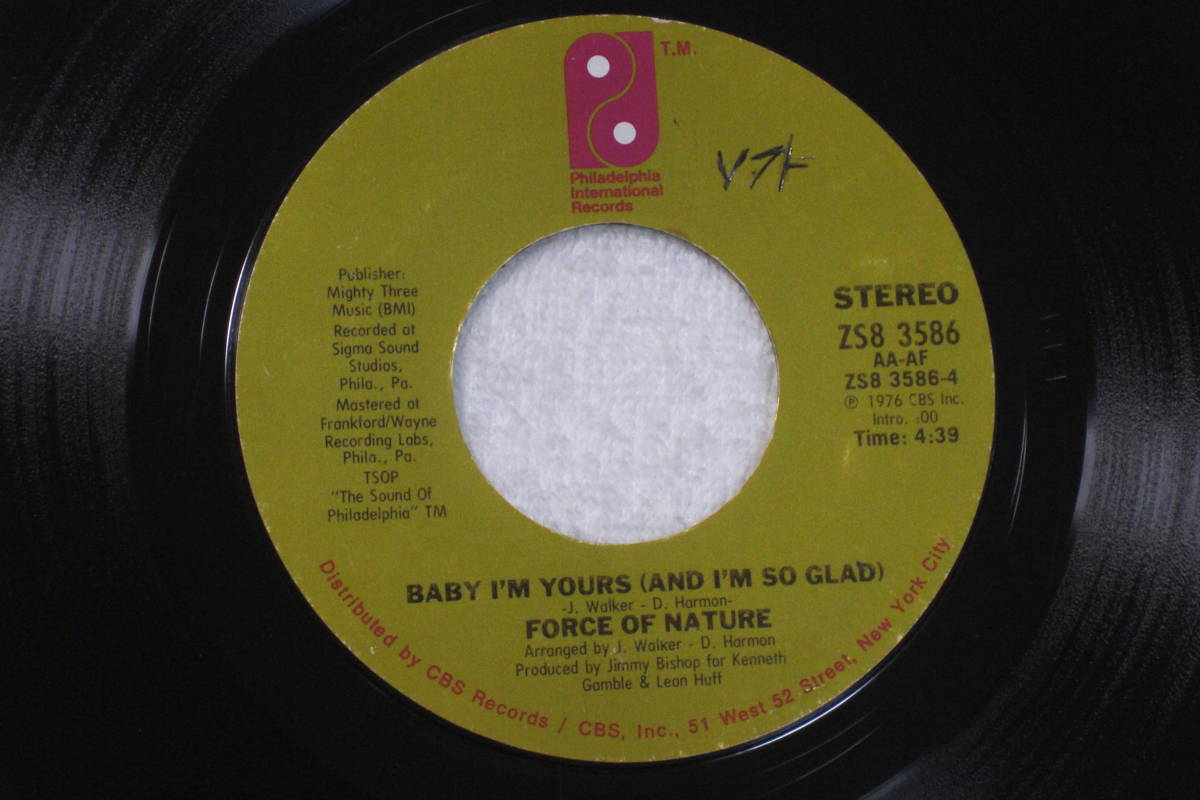 T.M.
Philadelphia
International
Records
Publisher:
Mighty Three
Music (BMI)
Recorded at
Sigma Sound
Studios,
Phila., Pa.
Mastered at
Frankford/Wayne
Recording Labs,
Phila., Pa.
TSOP
"The Sound Of
Philadelphia" TM
STEREO
ZS8 3586
AA-AF
ZS8 3586-4
℗ 1976 CBS Inc.
Intro. :00
Time: 4:39
BABY I'M YOURS (AND I'M SO GLAD)
-J. Walker - D. Harmon-
FORCE OF NATURE
Arranged by J. Walker - D. Harmon
Produced by Jimmy Bishop for Kenneth
Gamble & Leon Huff
Distributed by CBS Records / CBS, Inc., 51 West 52 Street, New York City